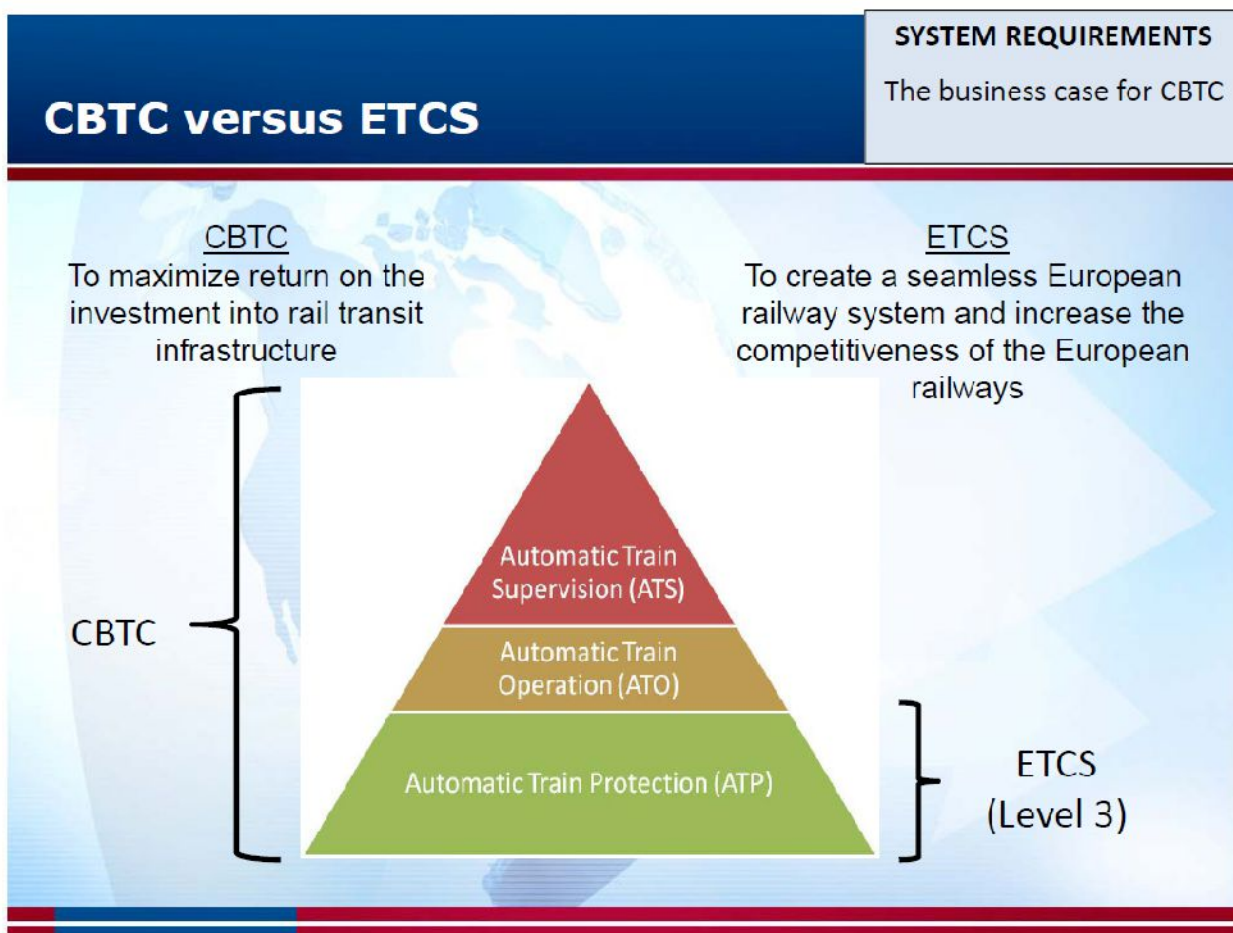 SYSTEM REQUIREMENTS
The business case for CBTC
CBTC versus ETCS
CBTC
To maximize return on the
investment into rail transit
infrastructure
ETCS
To create a seamless European
railway system and increase the
competitiveness of the European
railways
Automatic Train
Supervision (ATS)
CBTC
Automatic Train
Operation (ATO)
Automatic Train Protection (ATP)
ETCS
(Level 3)